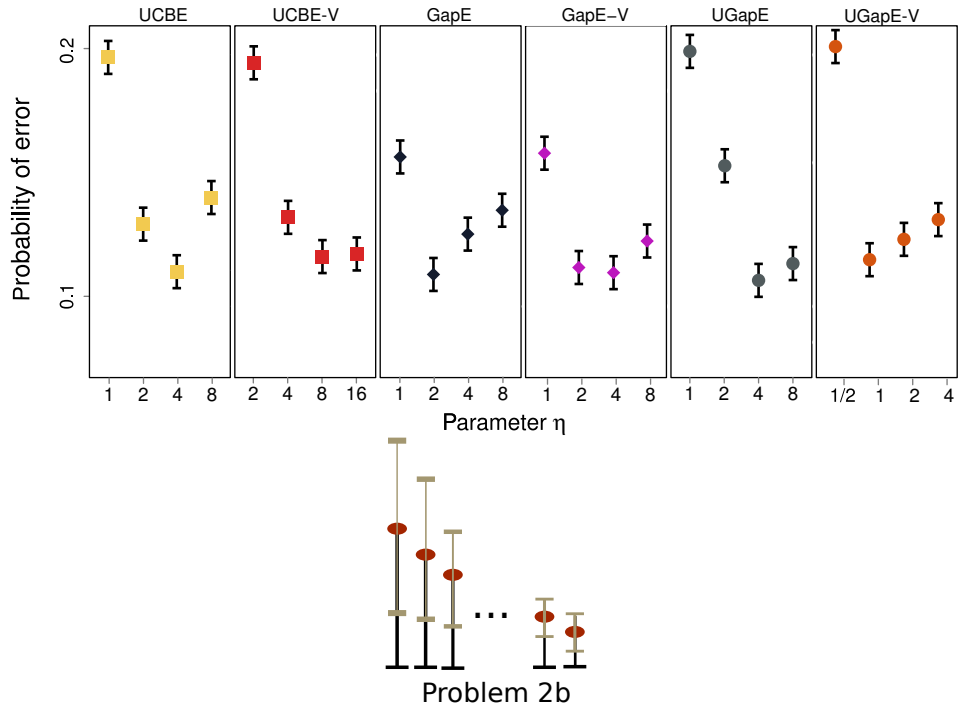 UCBE UCBE-V GapE GapE−V UGapE UGapE-V
Probability of error
0.2
0.1
1 2 4 8 2 4 8 16 1 2 4 8 1 2 4 8 1 2 4 8 1/2 1 2 4
Parameter η
...
Problem 2b